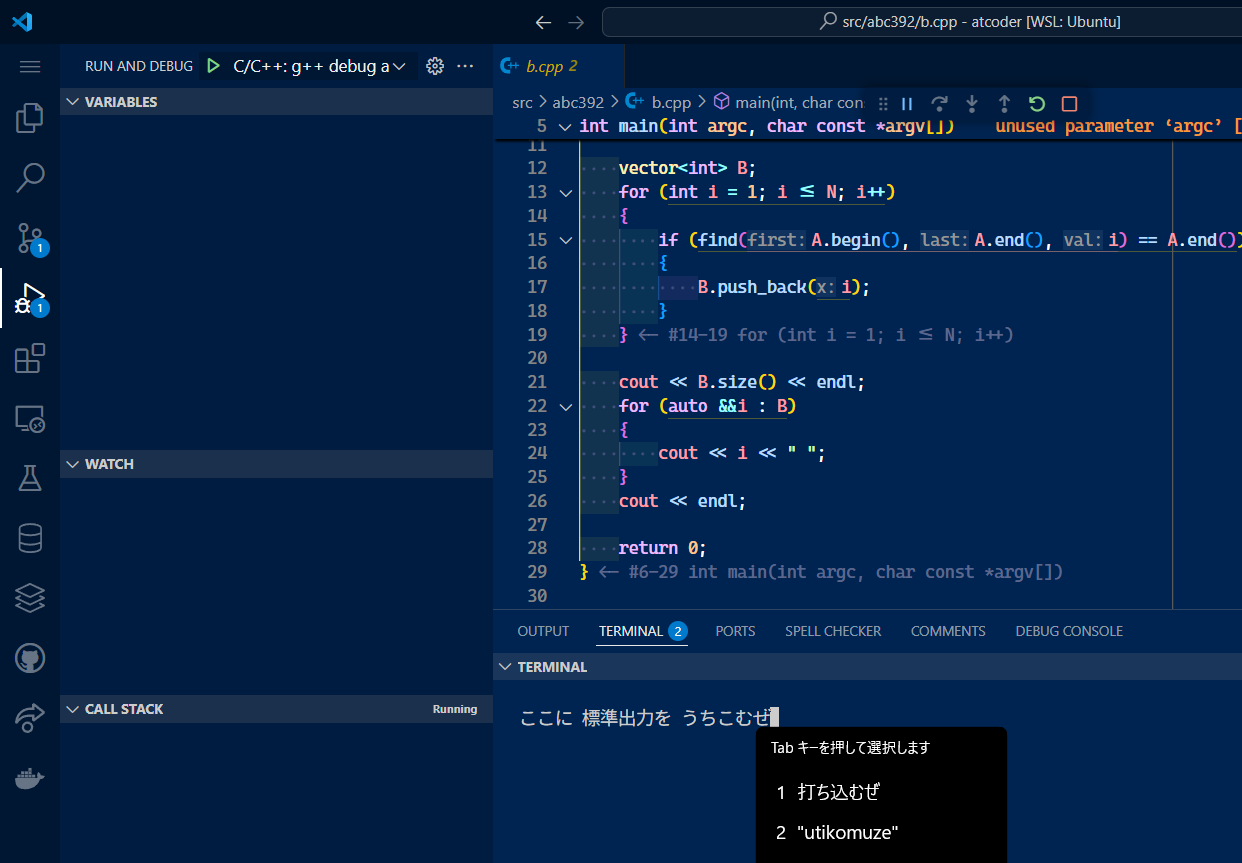 src/abc392/b.cpp - atcoder [WSL: Ubuntu]
RUN AND DEBUG C/C++: g++ debug a
VARIABLES
1
1
WATCH
CALL STACK Running
b.cpp 2
src > abc392 > b.cpp > main(int, char con
5 int main(int argc, char const *argv[]) unused parameter ‘argc’ [
11
12 vector<int> B;
13 for (int i = 1; i ≤ N; i++)
14 {
15 if (find(first: A.begin(), last: A.end(), val: i) == A.end())
16 {
17 B.push_back(x: i);
18 }
19 } ← #14-19 for (int i = 1; i ≤ N; i++)
20
21 cout << B.size() << endl;
22 for (auto &&i : B)
23 {
24 cout << i << " ";
25 }
26 cout << endl;
27
28 return 0;
29 } ← #6-29 int main(int argc, char const *argv[])
30
OUTPUT TERMINAL 2 PORTS SPELL CHECKER COMMENTS DEBUG CONSOLE
TERMINAL
ここに 標準出力を うちこむぜ
Tab キーを押して選択します
1 打ち込むぜ
2 "utikomuze"